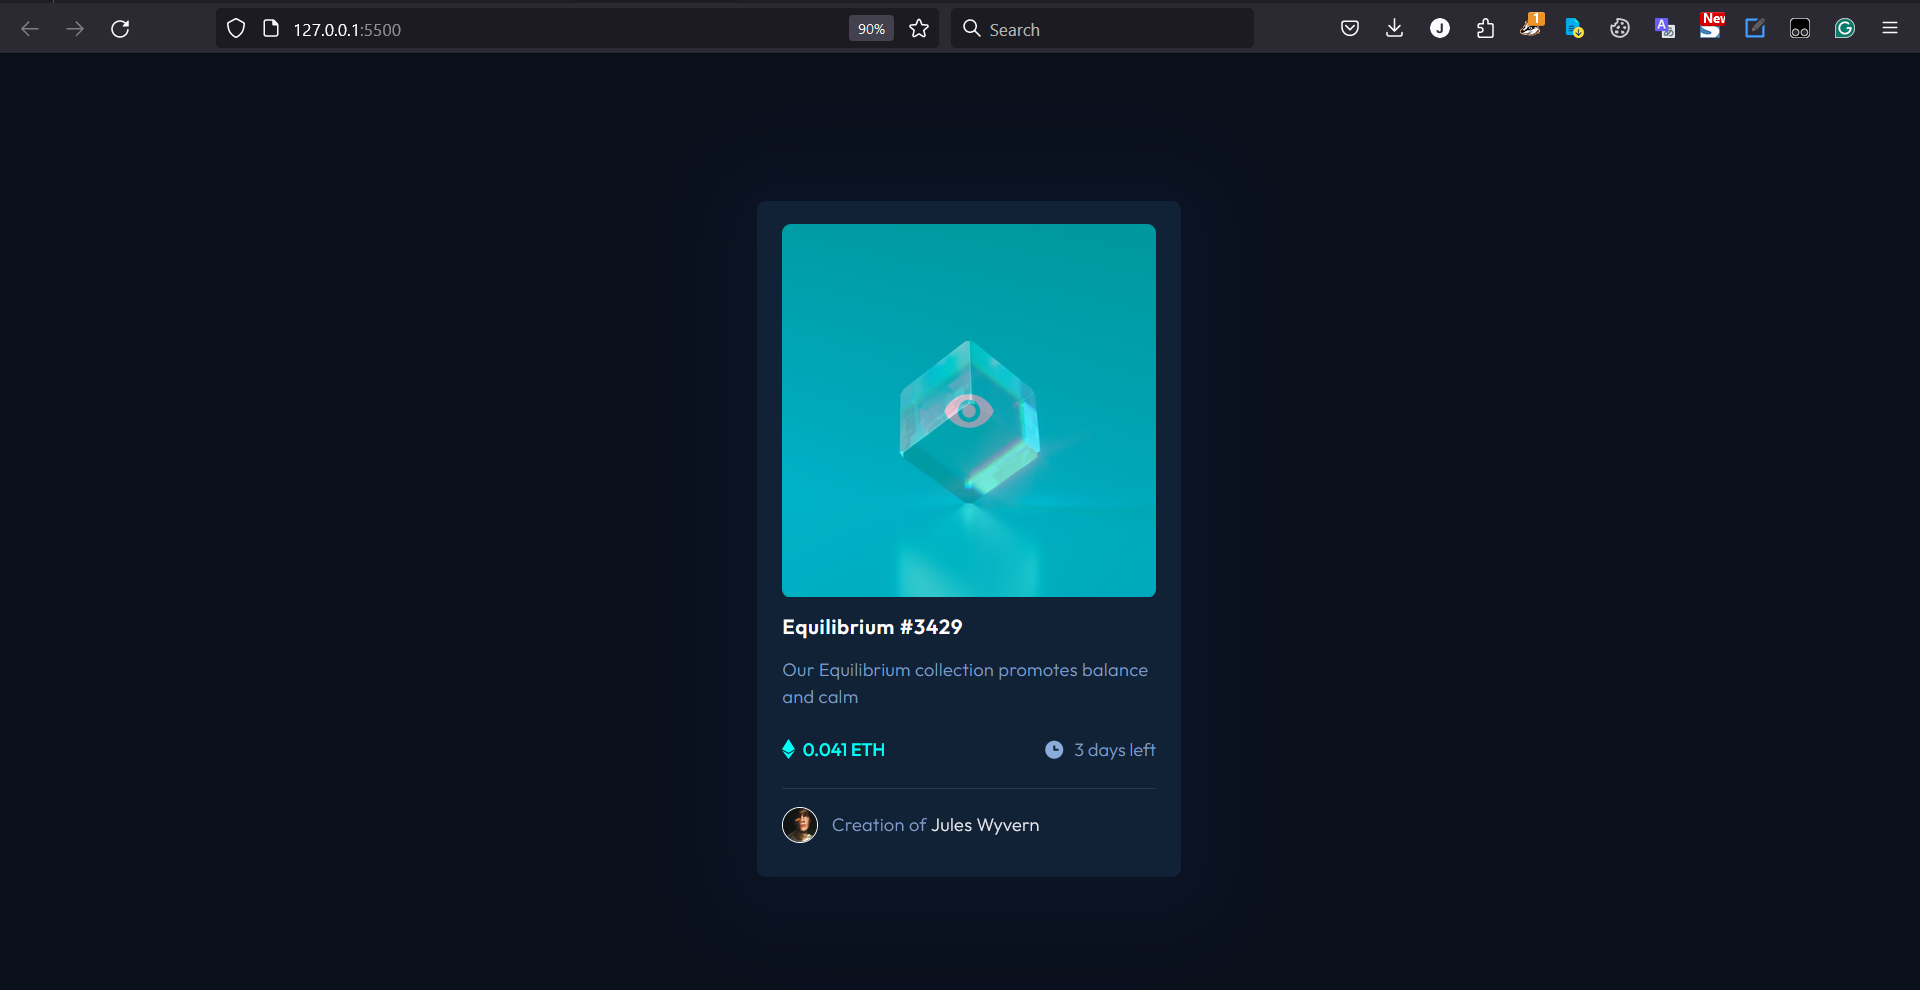 127.0.0.1:5500
90%
Search
J
1
A
New
S
G
Equilibrium #3429
Our Equilibrium collection promotes balance
and calm
0.041 ETH
3 days left
Creation of Jules Wyvern